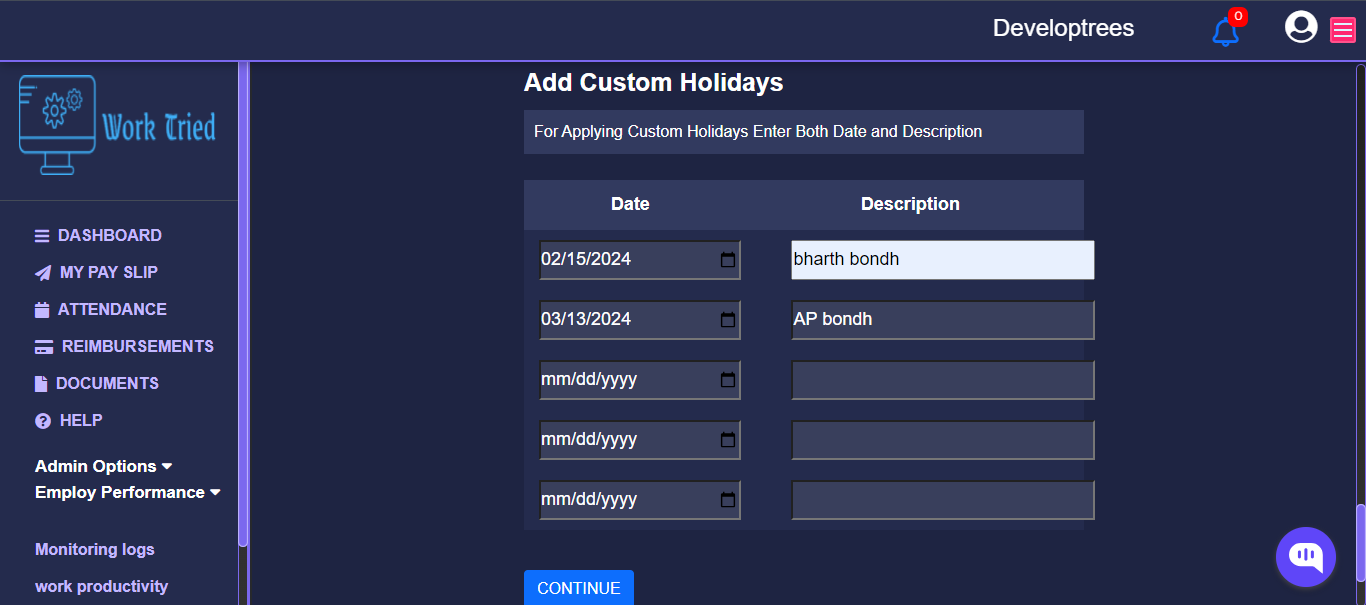 Developtrees
0
Work Tried
DASHBOARD
MY PAY SLIP
ATTENDANCE
REIMBURSEMENTS
DOCUMENTS
HELP
Admin Options
Employ Performance
Monitoring logs
work productivity
Add Custom Holidays
For Applying Custom Holidays Enter Both Date and Description
Date Description
02/15/2024 bharth bondh
03/13/2024 AP bondh
mm/dd/yyyy
mm/dd/yyyy
mm/dd/yyyy
CONTINUE